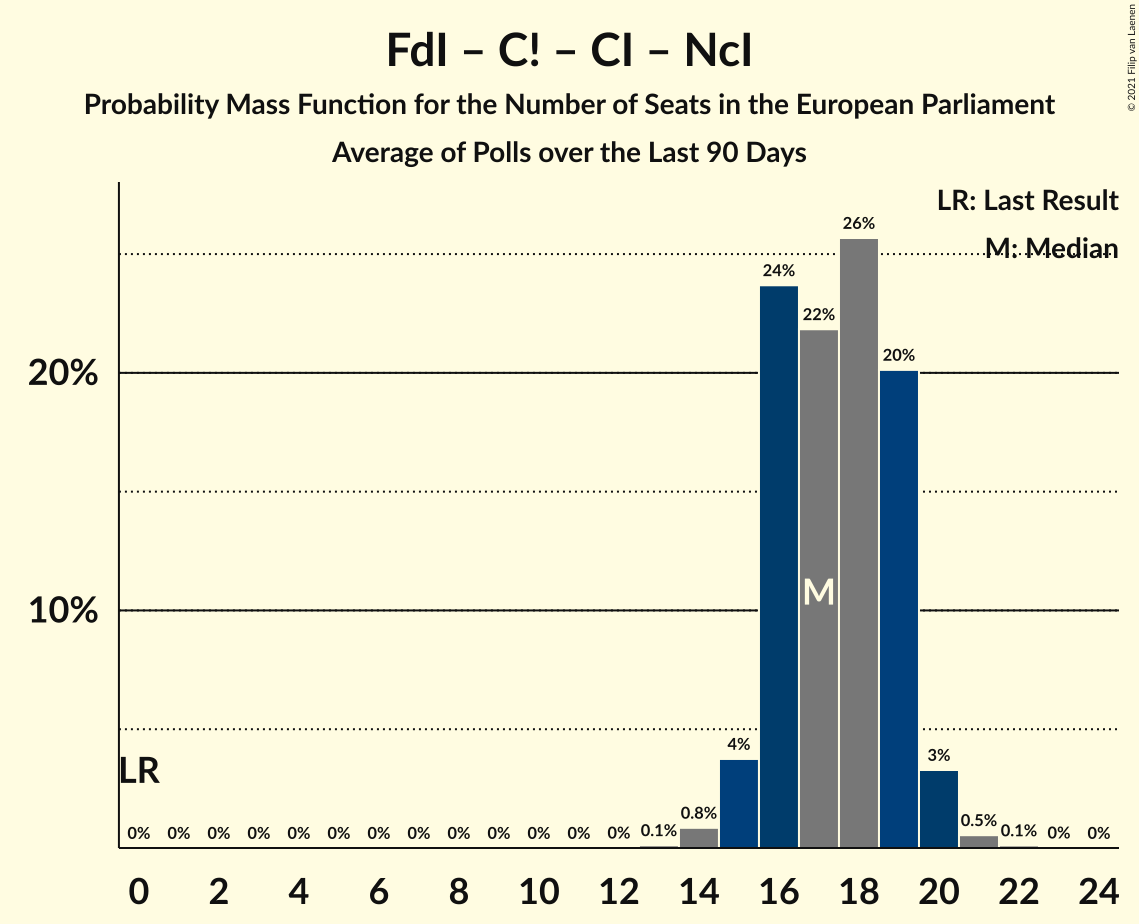 FdI – C! – CI – NcI
Probability Mass Function for the Number of Seats in the European Parliament
Average of Polls over the Last 90 Days
© 2021 Filip van Laenen
LR: Last Result
M: Median
26%
24%
22%
20%
20%
M
10%
4%
3%
LR
0% 0% 0% 0% 0% 0% 0% 0% 0% 0% 0% 0% 0% 0.1% 0.8% 0.5% 0.1% 0% 0%
0 2 4 6 8 10 12 14 16 18 20 22 24